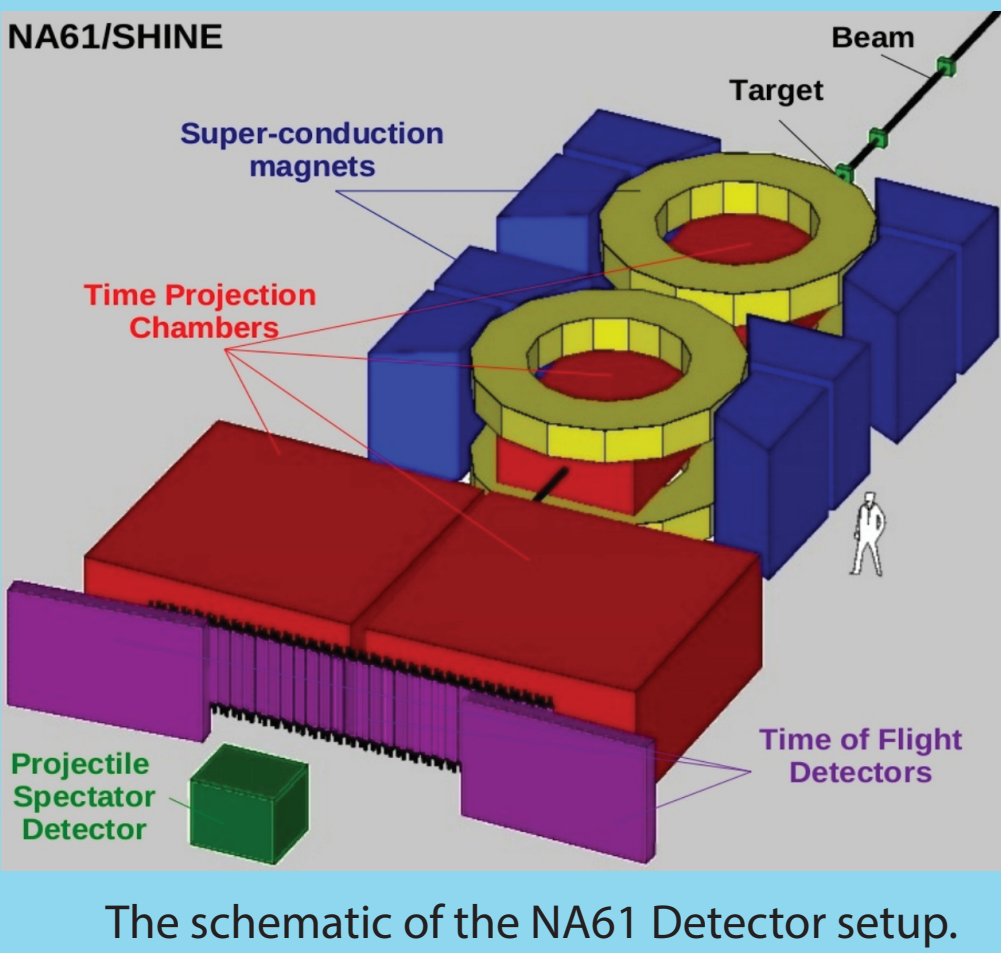 NA61/SHINE
Beam
Target
Super-conduction
magnets
Time Projection
Chambers
Time of Flight
Detectors
Projectile
Spectator
Detector
The schematic of the NA61 Detector setup.